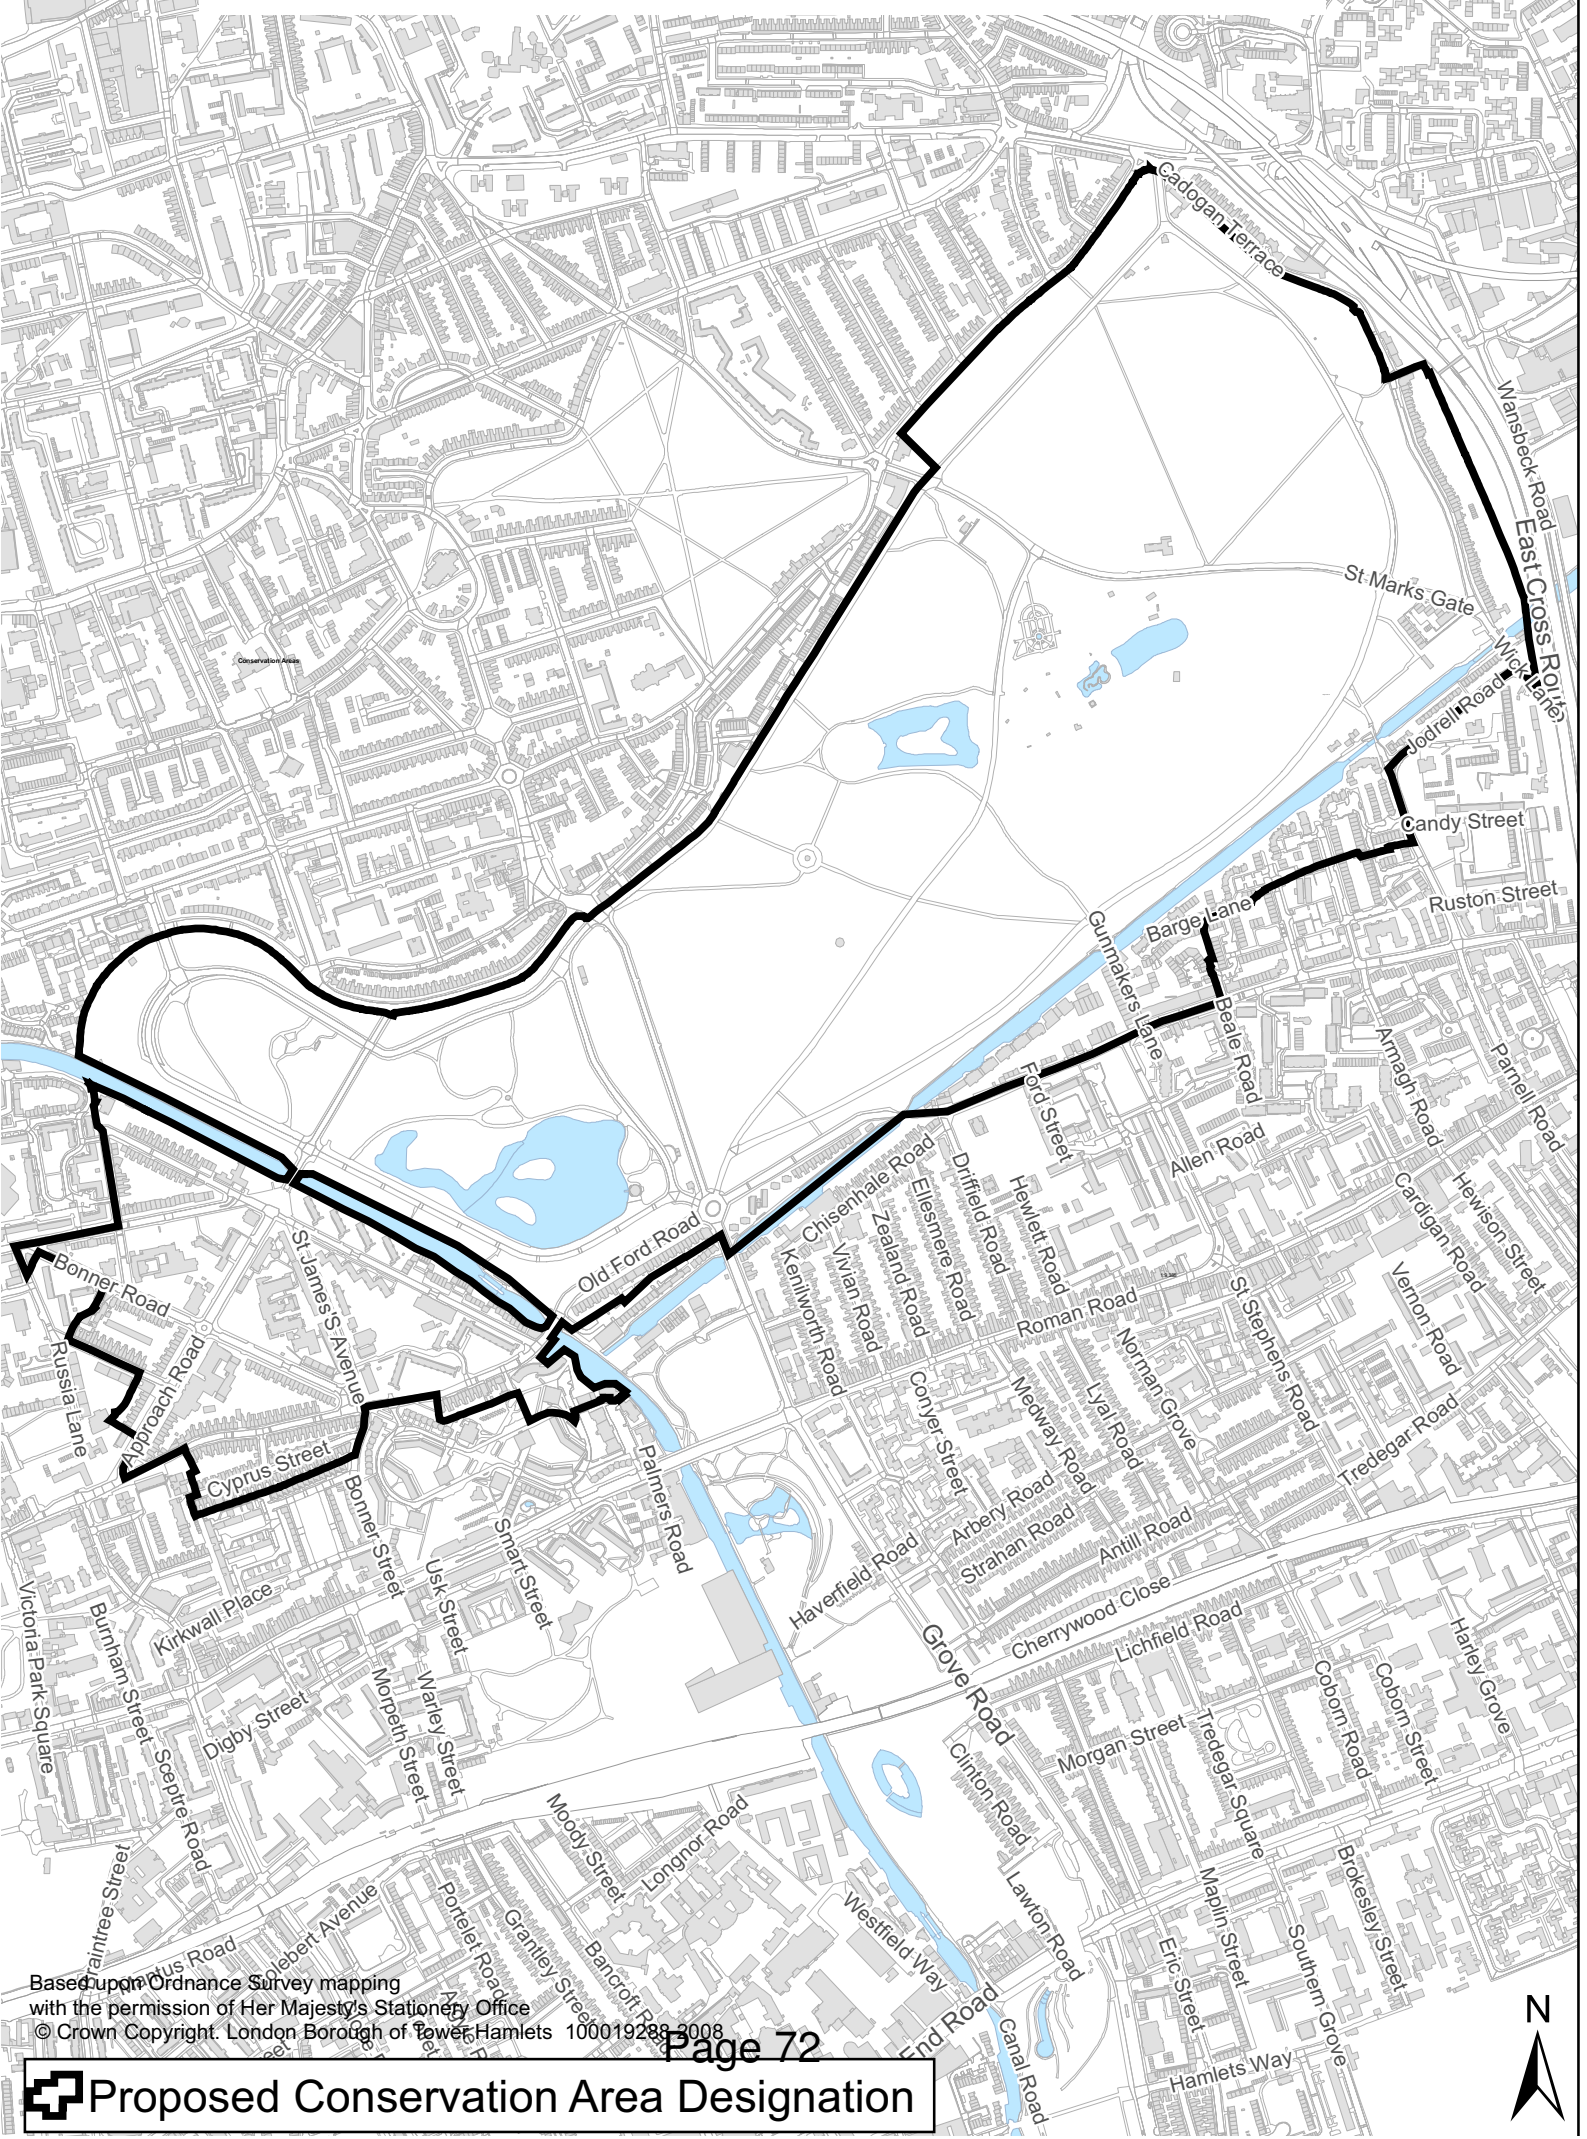 Cadogan Terrace
Wansbeck Road
East Cross Route
St Marks Gate
Wick Lane
Jodrell Road
Conservation Areas
Candy Street
Ruston Street
Barge Lane
Gunmakers Lane
Beale Road
Ford Street
Armagh Road
Parnell Road
Allen Road
Chisenhale Road
Driffield Road
Hewlett Road
Ellesmere Road
Zealand Road
Vivian Road
Kenilworth Road
Cardigan Road
Hewison Street
Old Ford Road
St James'S Avenue
Bonner Road
Russia Lane
Approach Road
Cyprus Street
Bonner Street
Roman Road
St Stephens Road
Vernon Road
Norman Grove
Lyal Road
Medway Road
Conyer Street
Tredegar Road
Arbery Road
Strahan Road
Antill Road
Haverfield Road
Palmers Road
Smart Street
Usk Street
Kirkwall Place
Burnham Street
Victoria Park Square
Cherrywood Close
Lichfield Road
Grove Road
Harley Grove
Coborn Road
Coborn Street
Digby Street
Morpeth Street
Warley Street
Sceptre Road
Morgan Street
Tredegar Square
Clinton Road
Moody Street
Longnor Road
Braintree Street
Portelet Road
Grantley Street
Bancroft Road
Westfield Way
Lawton Road
Maplin Street
Eric Street
Southern Grove
Brokesley Street
End Road
Canal Road
Hamlets Way
Based upon Ordnance Survey mapping
with the permission of Her Majesty's Stationery Office
© Crown Copyright. London Borough of Tower Hamlets 100019288 2008
Page 72
N
Proposed Conservation Area Designation